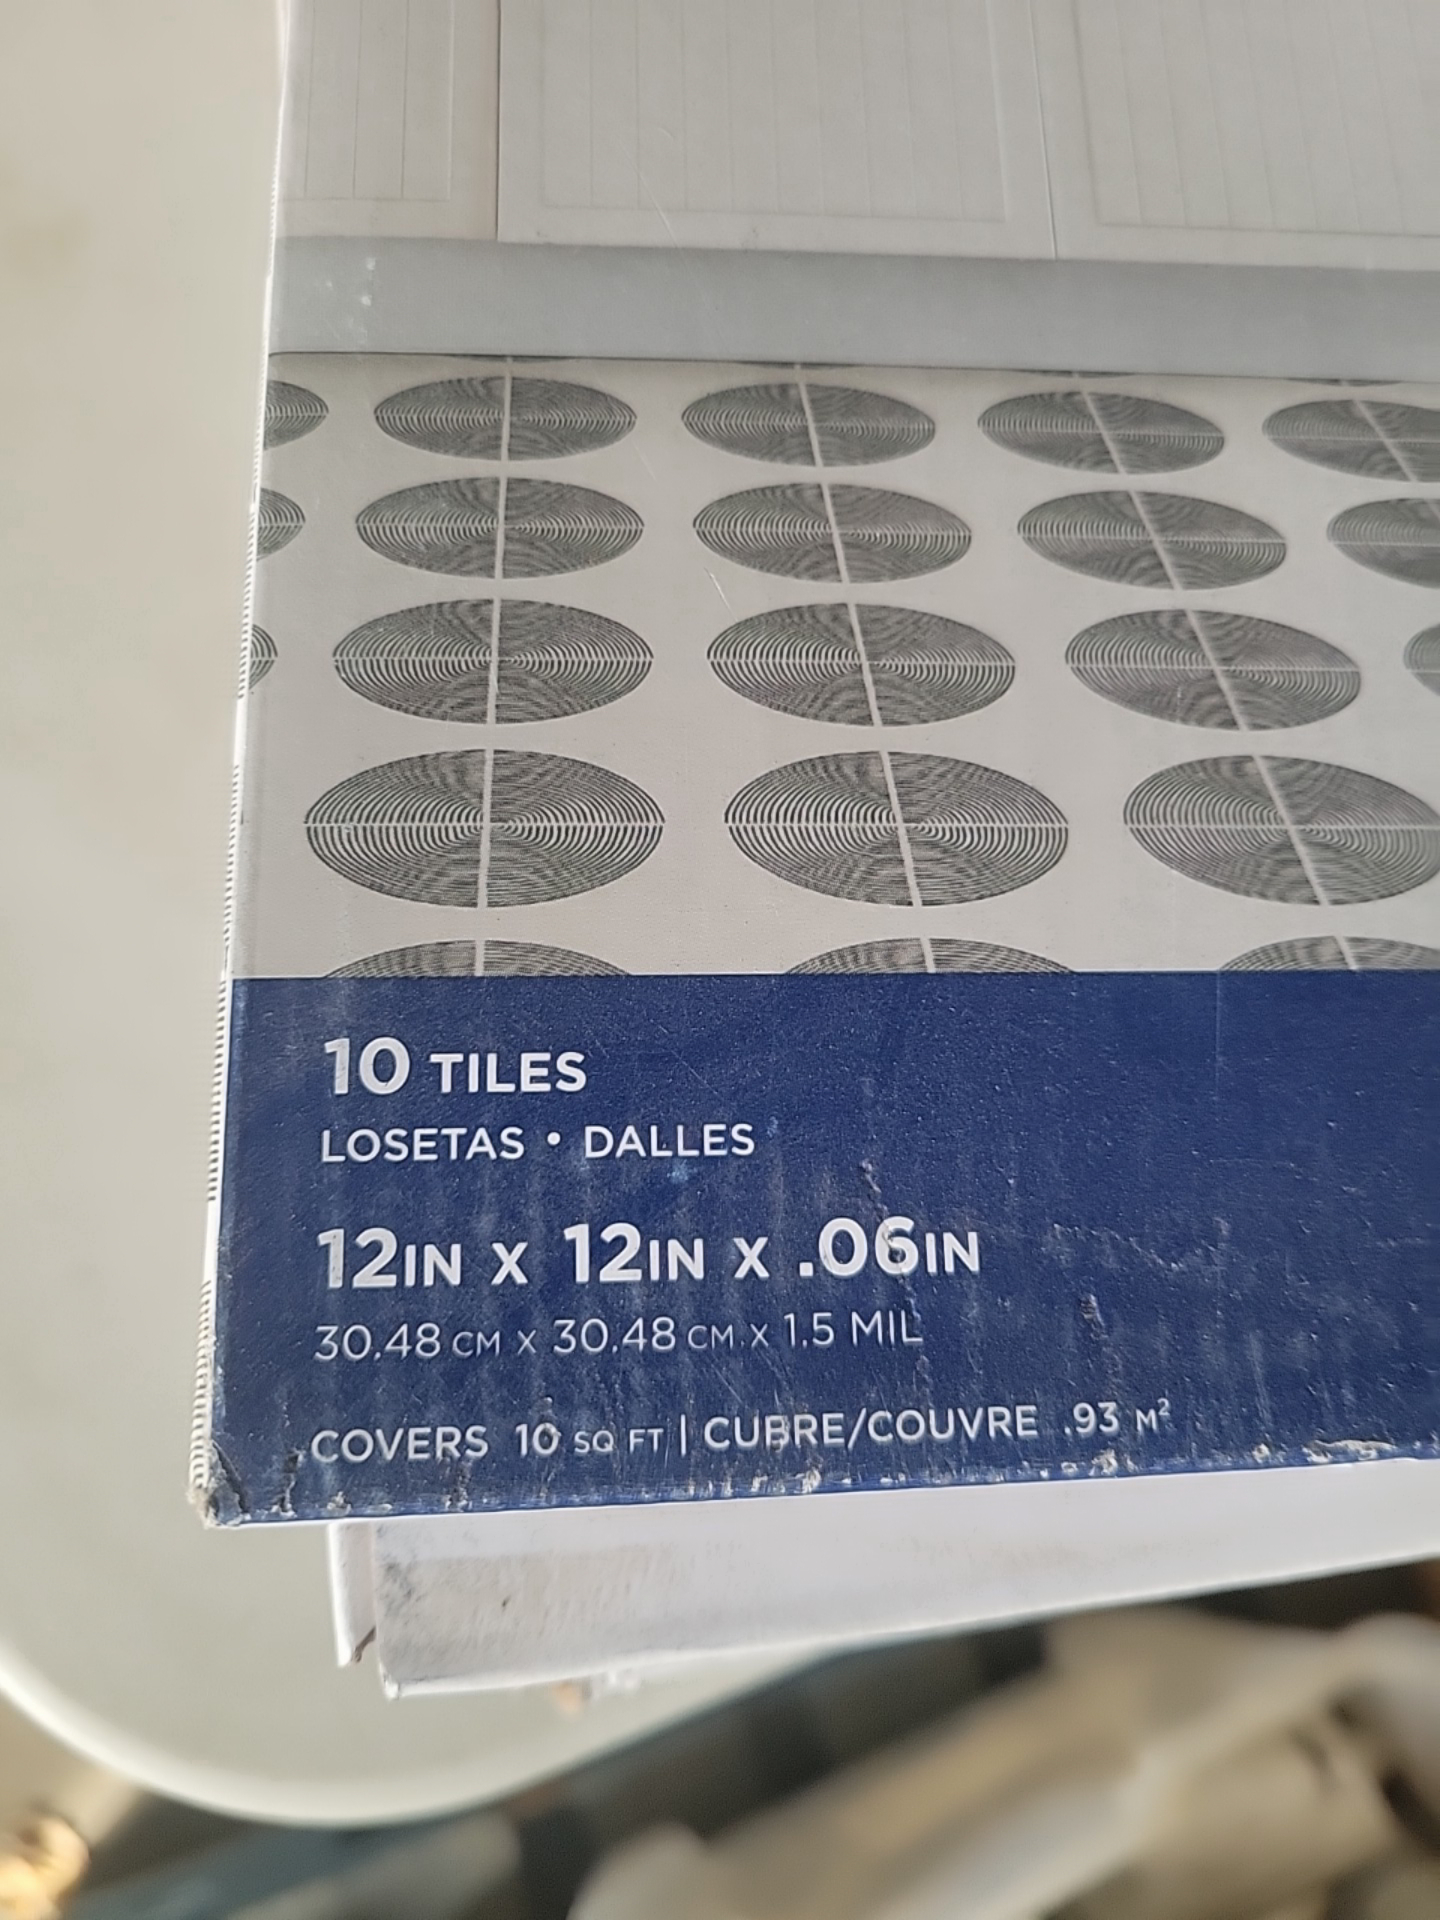 10 TILES
LOSETAS • DALLES
12IN X 12IN X .06IN
30.48 CM X 30.48 CM X 1.5 MIL
COVERS 10 SQ FT | CUBRE/COUVRE .93 M²